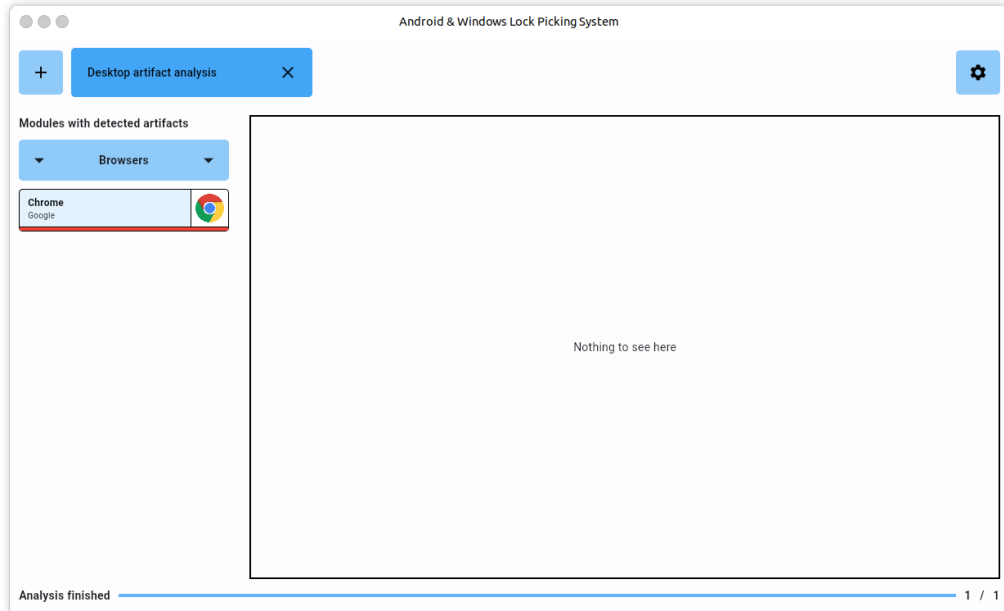 Android & Windows Lock Picking System
+ Desktop artifact analysis
Modules with detected artifacts
Browsers
Chrome
Google
Nothing to see here
Analysis finished 1 / 1